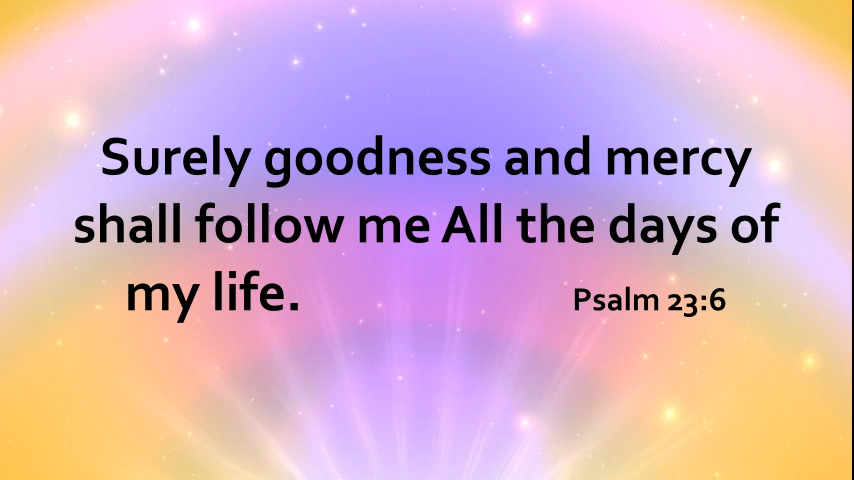 Surely goodness and mercy
shall follow me All the days of
my life. Psalm 23:6